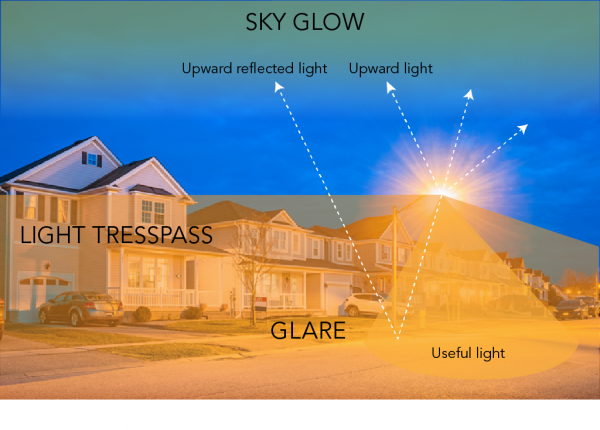 SKY GLOW
Upward reflected light
Upward light
LIGHT TRESSPASS
GLARE
Useful light